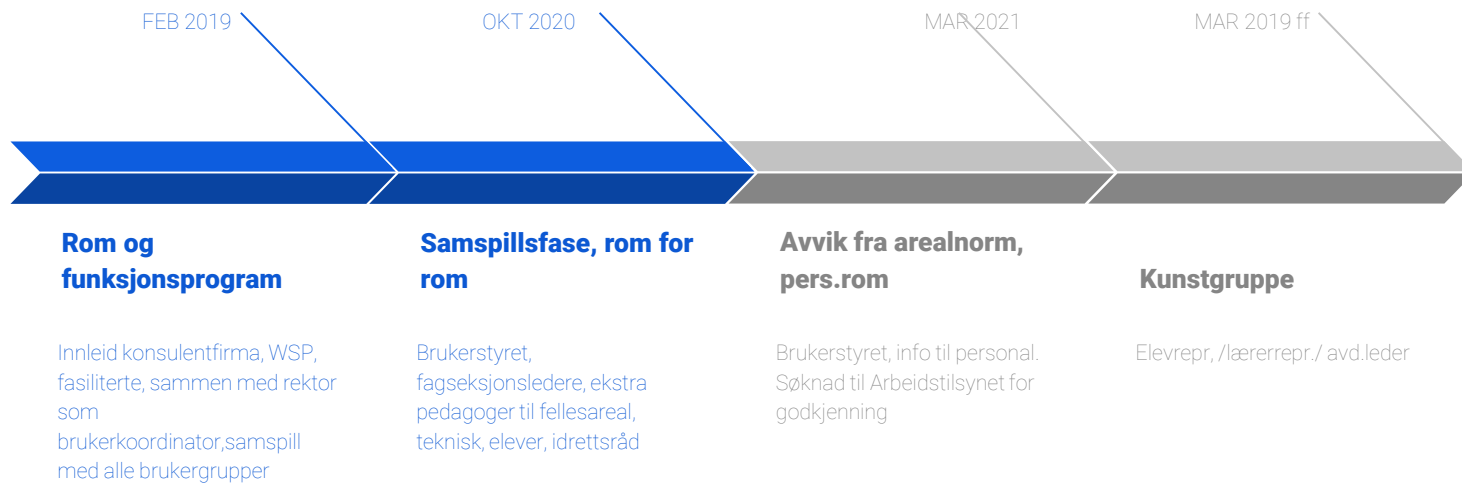 FEB 2019
OKT 2020
MAR 2021
MAR 2019 ff
Rom og
funksjonsprogram
Innleid konsulentfirma, WSP,
fasiliterte, sammen med rektor
som
brukerkoordinator,samspill
med alle brukergrupper
Samspillsfase, rom for
rom
Brukerstyret,
fagseksjonsledere, ekstra
pedagoger til fellesareal,
teknisk, elever, idrettsråd
Avvik fra arealnorm,
pers.rom
Brukerstyret, info til personal.
Søknad til Arbeidstilsynet for
godkjenning
Kunstgruppe
Elevrepr, /lærerrepr./ avd.leder